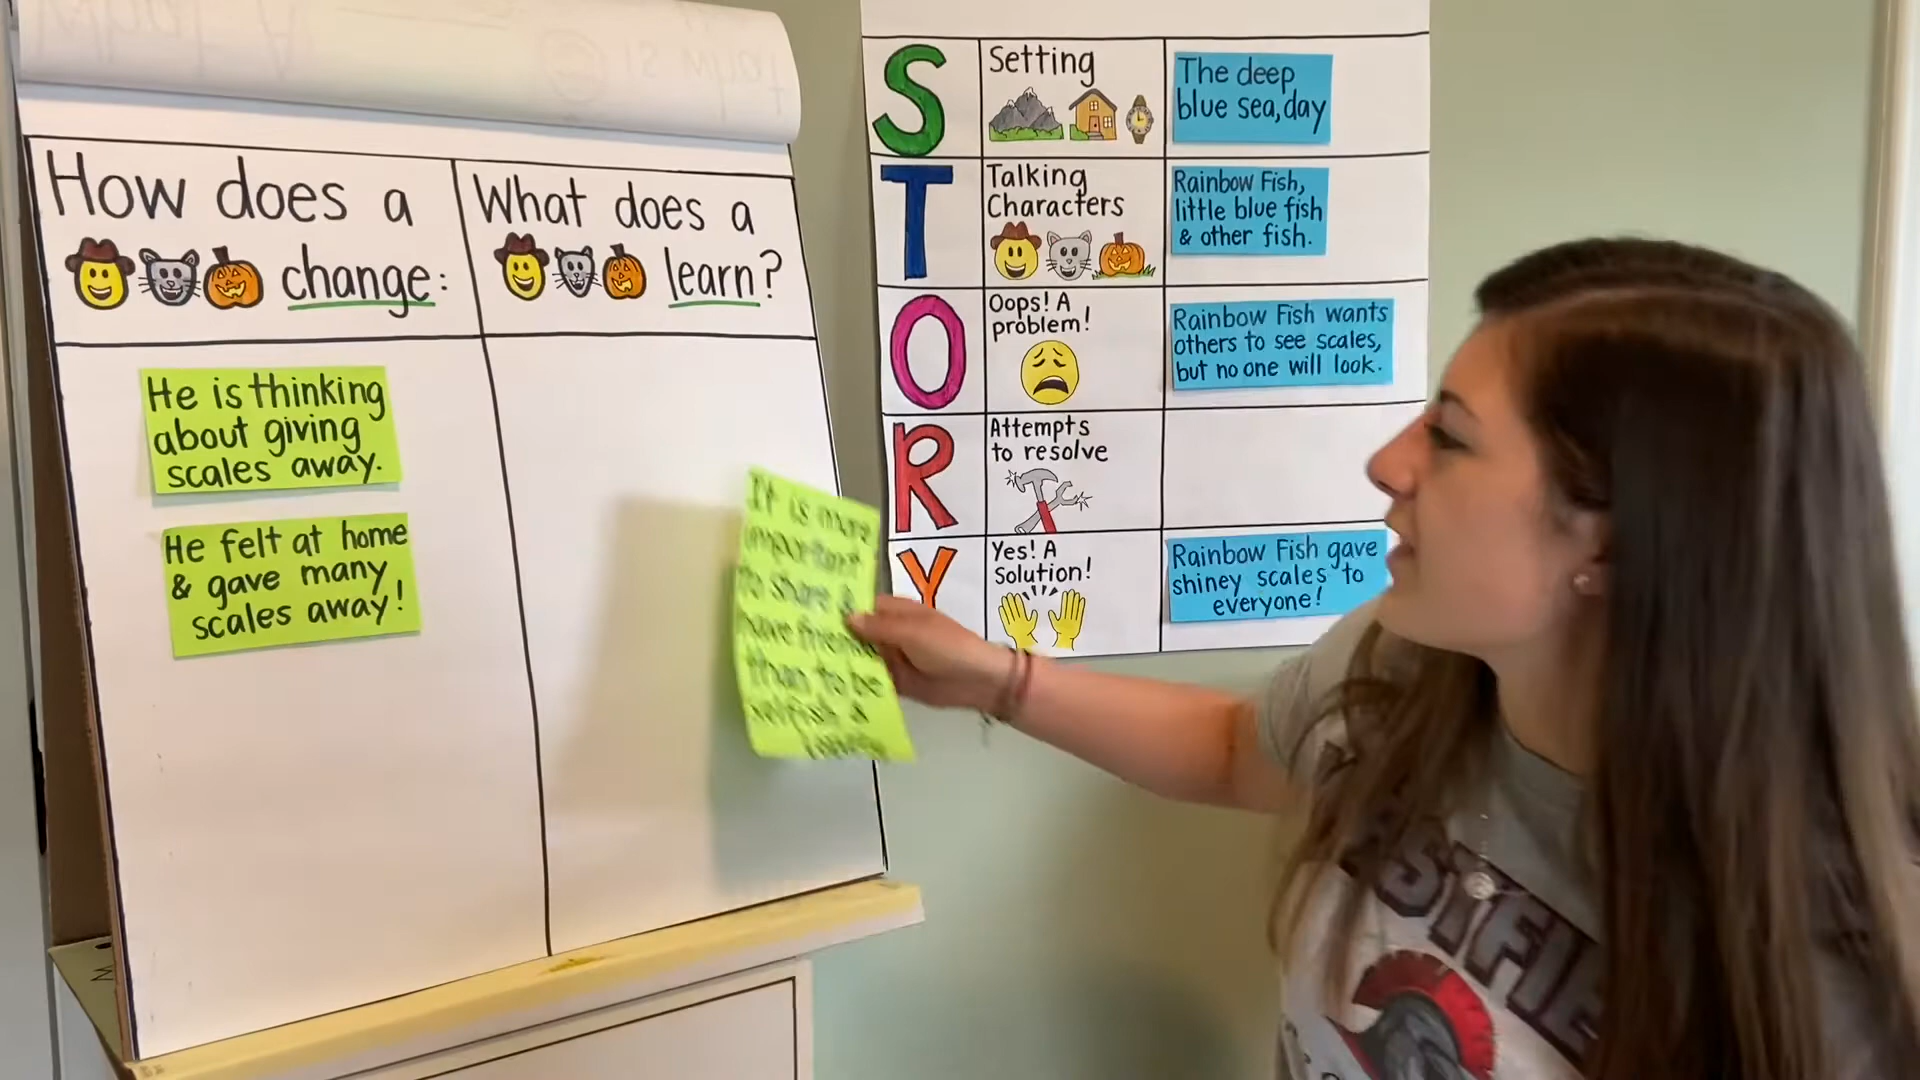 How does a
change:
What does a
learn?
He is thinking
about giving
scales away.
He felt at home
& gave many
scales away!
It is more
important
to share &
have friends
than to be
selfish &
S
Setting
The deep
blue sea, day
T
Talking
Characters
Rainbow Fish,
little blue fish
& other fish.
O
Oops! A
problem!
Rainbow Fish wants
others to see scales,
but no one will look.
R
Attempts
to resolve
Y
Yes! A
Solution!
Rainbow Fish gave
shiney scales to
everyone!